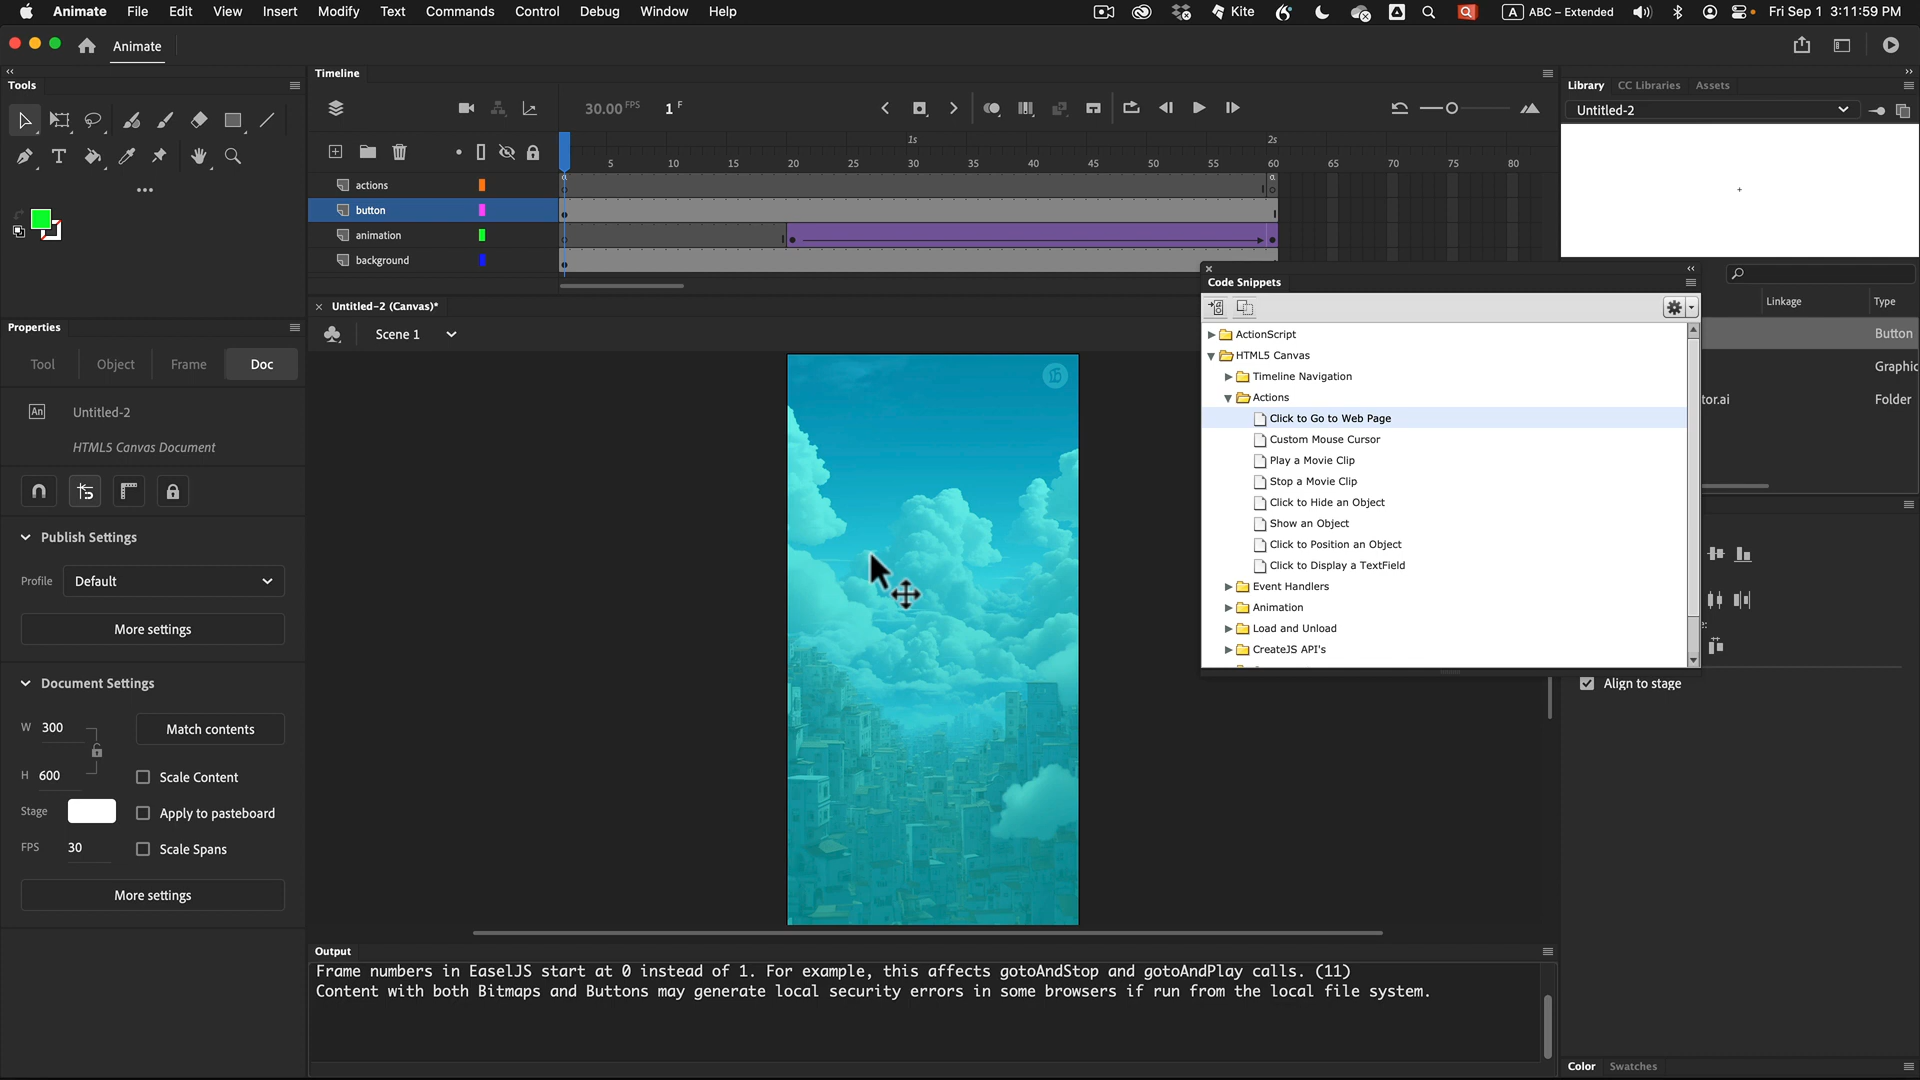 Animate File Edit View Insert Modify Text Commands Control Debug Window Help
Kite A ABC – Extended Fri Sep 1 3:11:59 PM
Animate
Tools
Timeline
Library CC Libraries Assets
Untitled-2
30.00 FPS 1 F
1s 2s
5 10 15 20 25 30 35 40 45 50 55 60 65 70 75 80
actions
button
animation
background
Linkage Type
Button
Graphic
tor.ai Folder
Untitled-2 (Canvas)*
Scene 1
Properties
Tool Object Frame Doc
An Untitled-2
HTML5 Canvas Document
Publish Settings
Profile Default
More settings
Document Settings
W 300 Match contents
H 600 Scale Content
Stage Apply to pasteboard
FPS 30 Scale Spans
More settings
Code Snippets
ActionScript
HTML5 Canvas
Timeline Navigation
Actions
Click to Go to Web Page
Custom Mouse Cursor
Play a Movie Clip
Stop a Movie Clip
Click to Hide an Object
Show an Object
Click to Position an Object
Click to Display a TextField
Event Handlers
Animation
Load and Unload
CreateJS API's
Align to stage
Output
Frame numbers in EaselJS start at 0 instead of 1. For example, this affects gotoAndStop and gotoAndPlay calls. (11)
Content with both Bitmaps and Buttons may generate local security errors in some browsers if run from the local file system.
Color Swatches